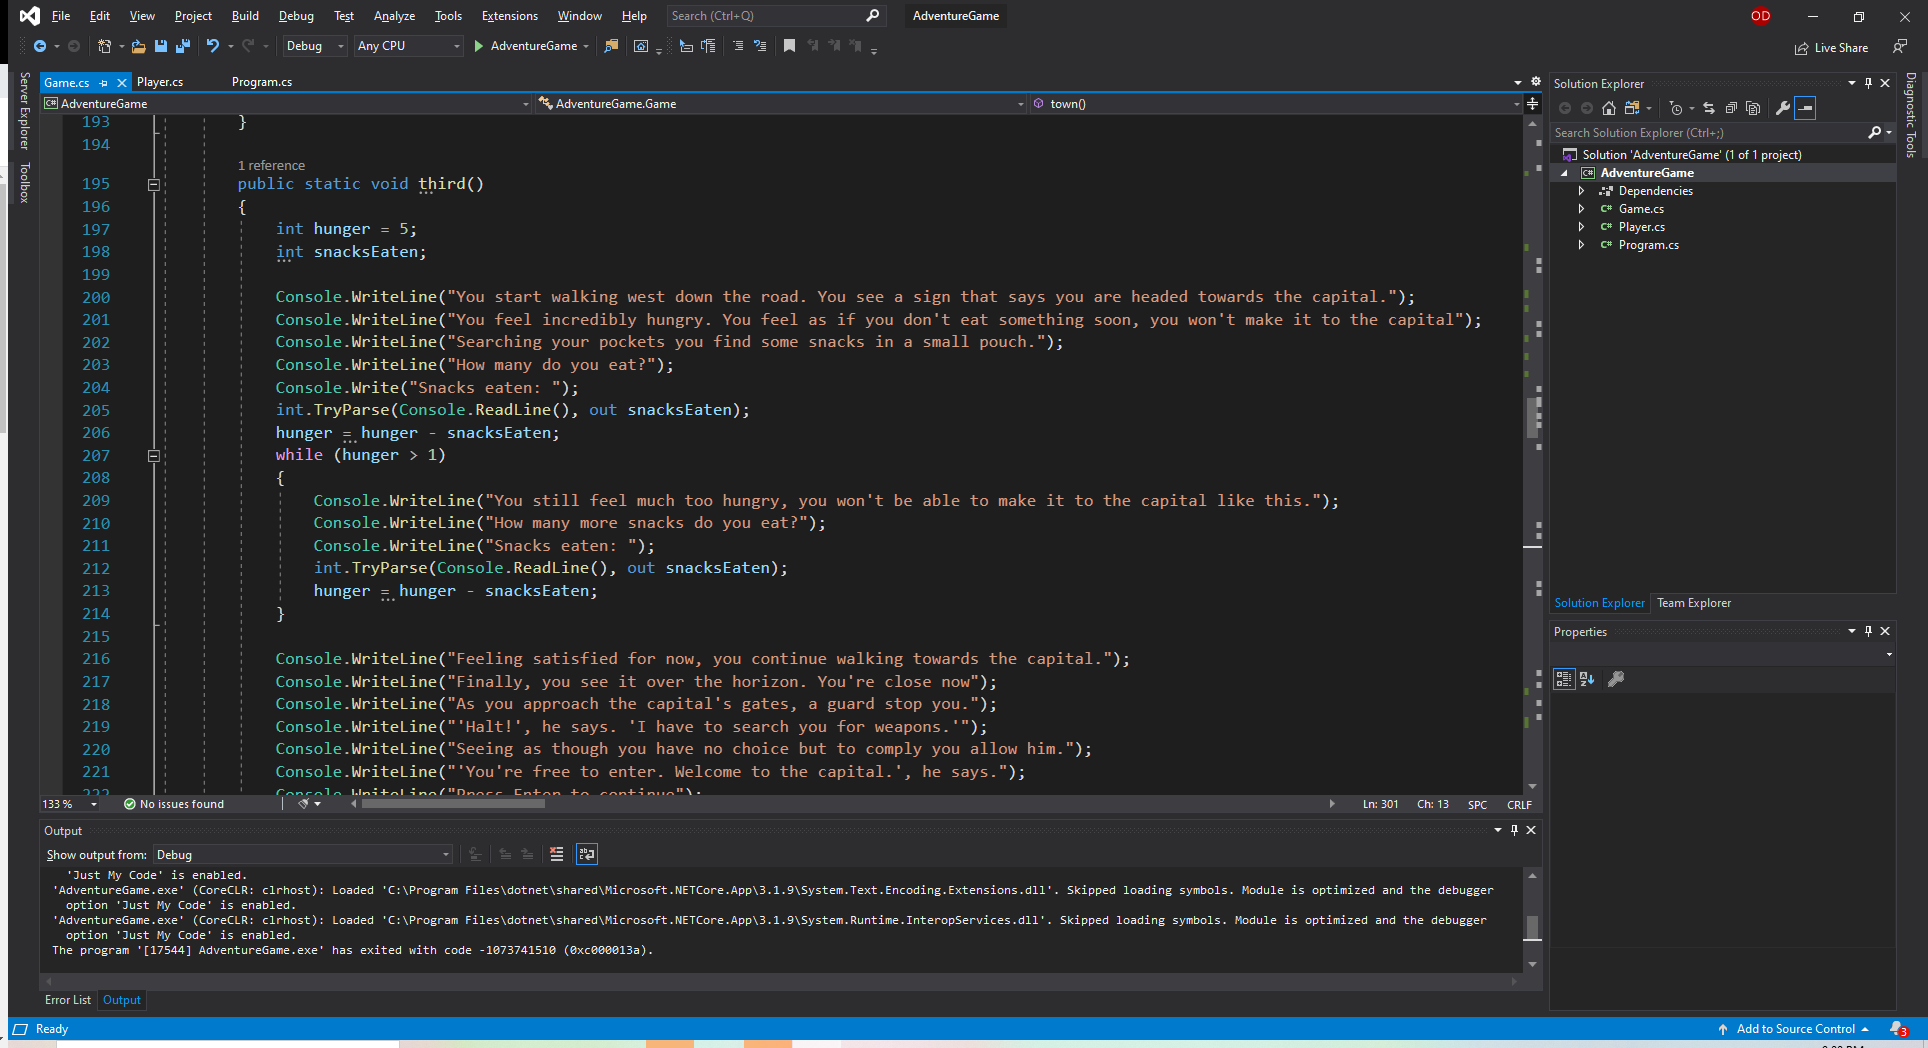 File Edit View Project Build Debug Test Analyze Tools Extensions Window Help Search (Ctrl+Q) AdventureGame OD
Debug Any CPU AdventureGame Live Share
Server Explorer
Toolbox
Game.cs Player.cs Program.cs
AdventureGame AdventureGame.Game town()
193 }
194
1 reference
195 public static void third()
196 {
197 int hunger = 5;
198 int snacksEaten;
199
200 Console.WriteLine("You start walking west down the road. You see a sign that says you are headed towards the capital.");
201 Console.WriteLine("You feel incredibly hungry. You feel as if you don't eat something soon, you won't make it to the capital");
202 Console.WriteLine("Searching your pockets you find some snacks in a small pouch.");
203 Console.WriteLine("How many do you eat?");
204 Console.Write("Snacks eaten: ");
205 int.TryParse(Console.ReadLine(), out snacksEaten);
206 hunger = hunger - snacksEaten;
207 while (hunger > 1)
208 {
209 Console.WriteLine("You still feel much too hungry, you won't be able to make it to the capital like this.");
210 Console.WriteLine("How many more snacks do you eat?");
211 Console.WriteLine("Snacks eaten: ");
212 int.TryParse(Console.ReadLine(), out snacksEaten);
213 hunger = hunger - snacksEaten;
214 }
215
216 Console.WriteLine("Feeling satisfied for now, you continue walking towards the capital.");
217 Console.WriteLine("Finally, you see it over the horizon. You're close now");
218 Console.WriteLine("As you approach the capital's gates, a guard stop you.");
219 Console.WriteLine("'Halt!', he says. 'I have to search you for weapons.'");
220 Console.WriteLine("Seeing as though you have no choice but to comply you allow him.");
221 Console.WriteLine("'You're free to enter. Welcome to the capital.', he says.");
222 Console.WriteLine("Press Enter to continue");
133 % No issues found Ln: 301 Ch: 13 SPC CRLF
Output
Show output from: Debug
'Just My Code' is enabled.
'AdventureGame.exe' (CoreCLR: clrhost): Loaded 'C:\Program Files\dotnet\shared\Microsoft.NETCore.App\3.1.9\System.Text.Encoding.Extensions.dll'. Skipped loading symbols. Module is optimized and the debugger
option 'Just My Code' is enabled.
'AdventureGame.exe' (CoreCLR: clrhost): Loaded 'C:\Program Files\dotnet\shared\Microsoft.NETCore.App\3.1.9\System.Runtime.InteropServices.dll'. Skipped loading symbols. Module is optimized and the debugger
option 'Just My Code' is enabled.
The program '[17544] AdventureGame.exe' has exited with code -1073741510 (0xc000013a).
Error List Output
Solution Explorer
Search Solution Explorer (Ctrl+;)
Solution 'AdventureGame' (1 of 1 project)
C# AdventureGame
Dependencies
C# Game.cs
C# Player.cs
C# Program.cs
Solution Explorer Team Explorer
Properties
Diagnostic Tools
Ready Add to Source Control 3